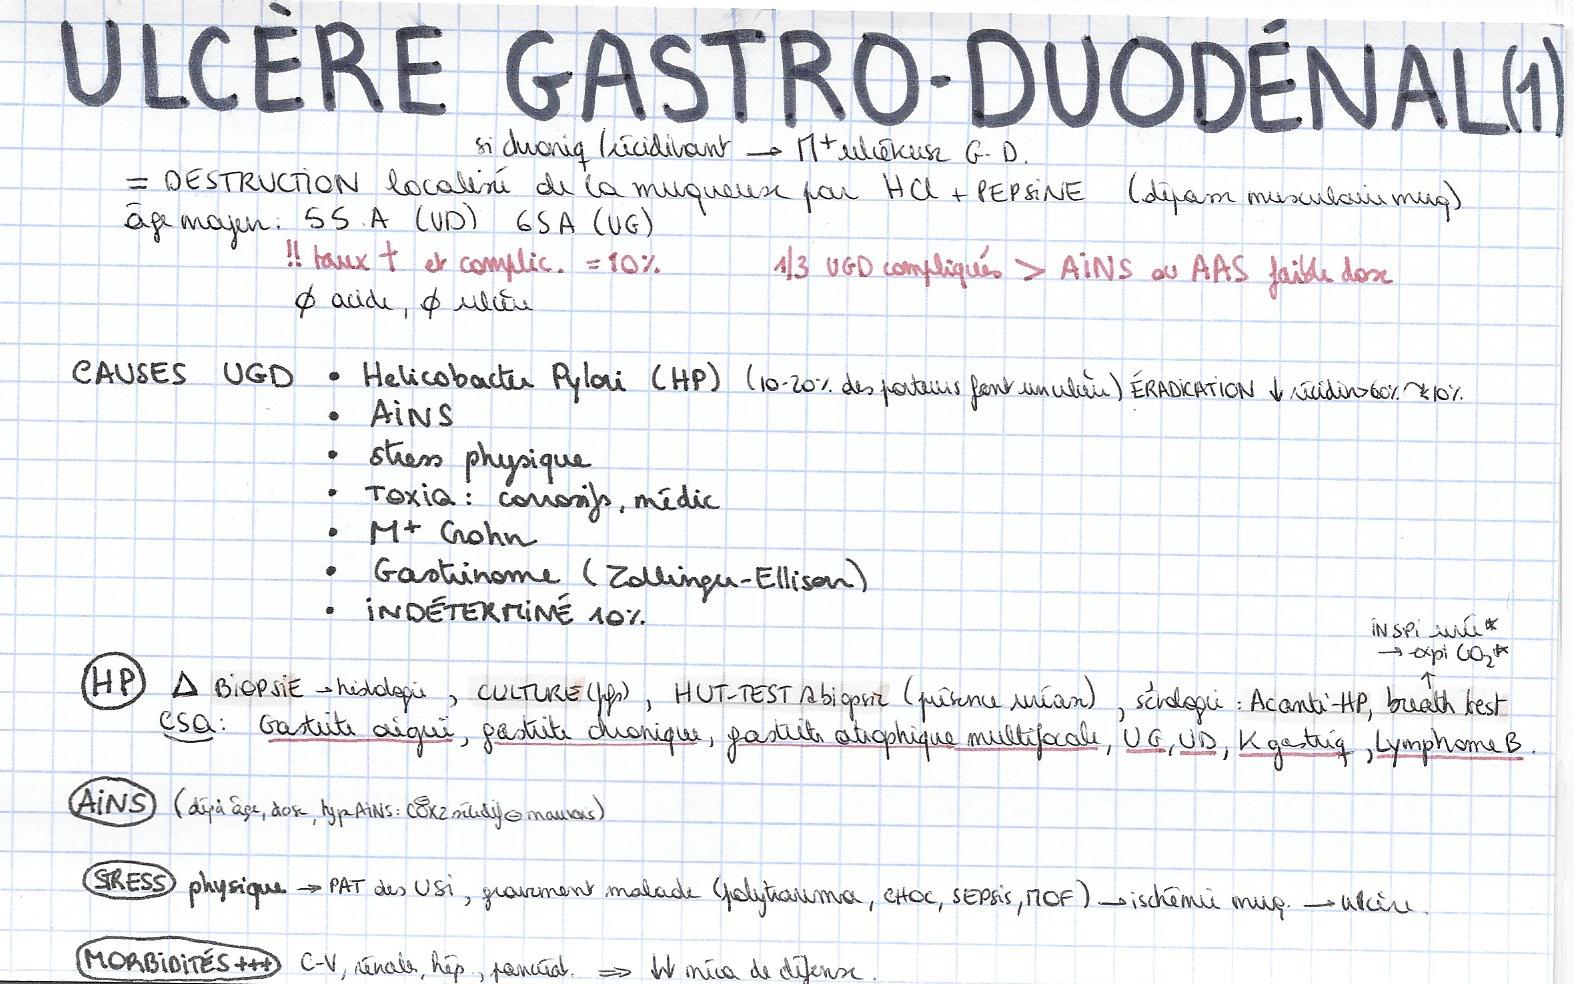 ULCÈRE GASTRO-DUODÉNAL (1)
si chroniq/récidivant → M+ ulcéreuse G-D.
= DESTRUCTION localisé de la muqueuse par HCl + PEPSINE (dépasse musculaire muq)
âge moyen: 55 A (UD) 65A (UG)
!! taux † et complic. = 10% 1/3 UGD compliqués > AiNS ou AAS faible dose
∅ acide, ∅ ulcère
CAUSES UGD • Helicobacter Pylori (HP) (10-20% des porteurs font un ulcère) ÉRADICATION ↓ récidive 60% → 10%
• AiNS
• stress physique
• Toxiq: corrosifs, médic
• M+ Crohn
• Gastrinome (Zollinger-Ellison)
• iNDÉTERMiNÉ 10%
iNSPi urée*
→ expi CO2*
↑
HP Δ BiOPSiE → histologie, CULTURE, HUT-TEST à biopsie (présence uréase), sérologie: Ac anti-HP, breath test
CSQ: Gastrite aiguë, gastrite chronique, gastrite atrophique multifocale, UG, UD, K gastriq, Lymphome B.
AiNS (âge, dose, type AiNS: COX2 sélectif ⊖ mauvais)
STRESS physique → PAT des USi, gravement malade (polytrauma, CHOC, SEPSiS, MOF) → ischémie muq. → ulcère.
MORBiDiTÉS +++ C-V, rénale, hép, pancréat. ⇒ ↓↓ méca de défense.